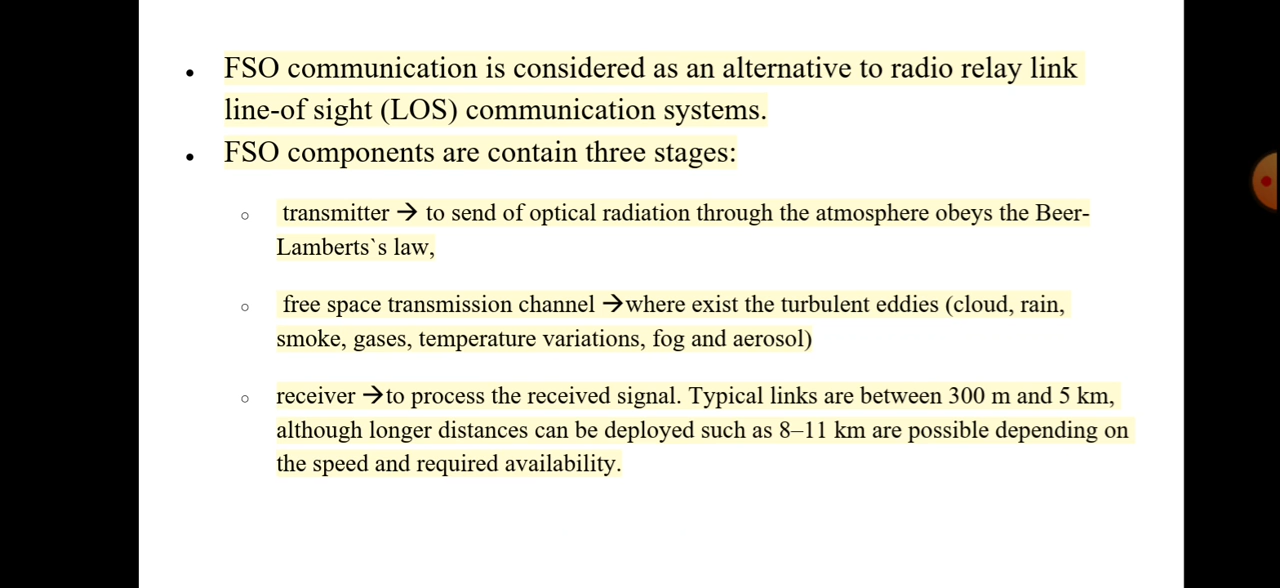 • FSO communication is considered as an alternative to radio relay link
line-of sight (LOS) communication systems.
• FSO components are contain three stages:
○ transmitter → to send of optical radiation through the atmosphere obeys the Beer-
Lamberts`s law,
○ free space transmission channel →where exist the turbulent eddies (cloud, rain,
smoke, gases, temperature variations, fog and aerosol)
○ receiver →to process the received signal. Typical links are between 300 m and 5 km,
although longer distances can be deployed such as 8–11 km are possible depending on
the speed and required availability.